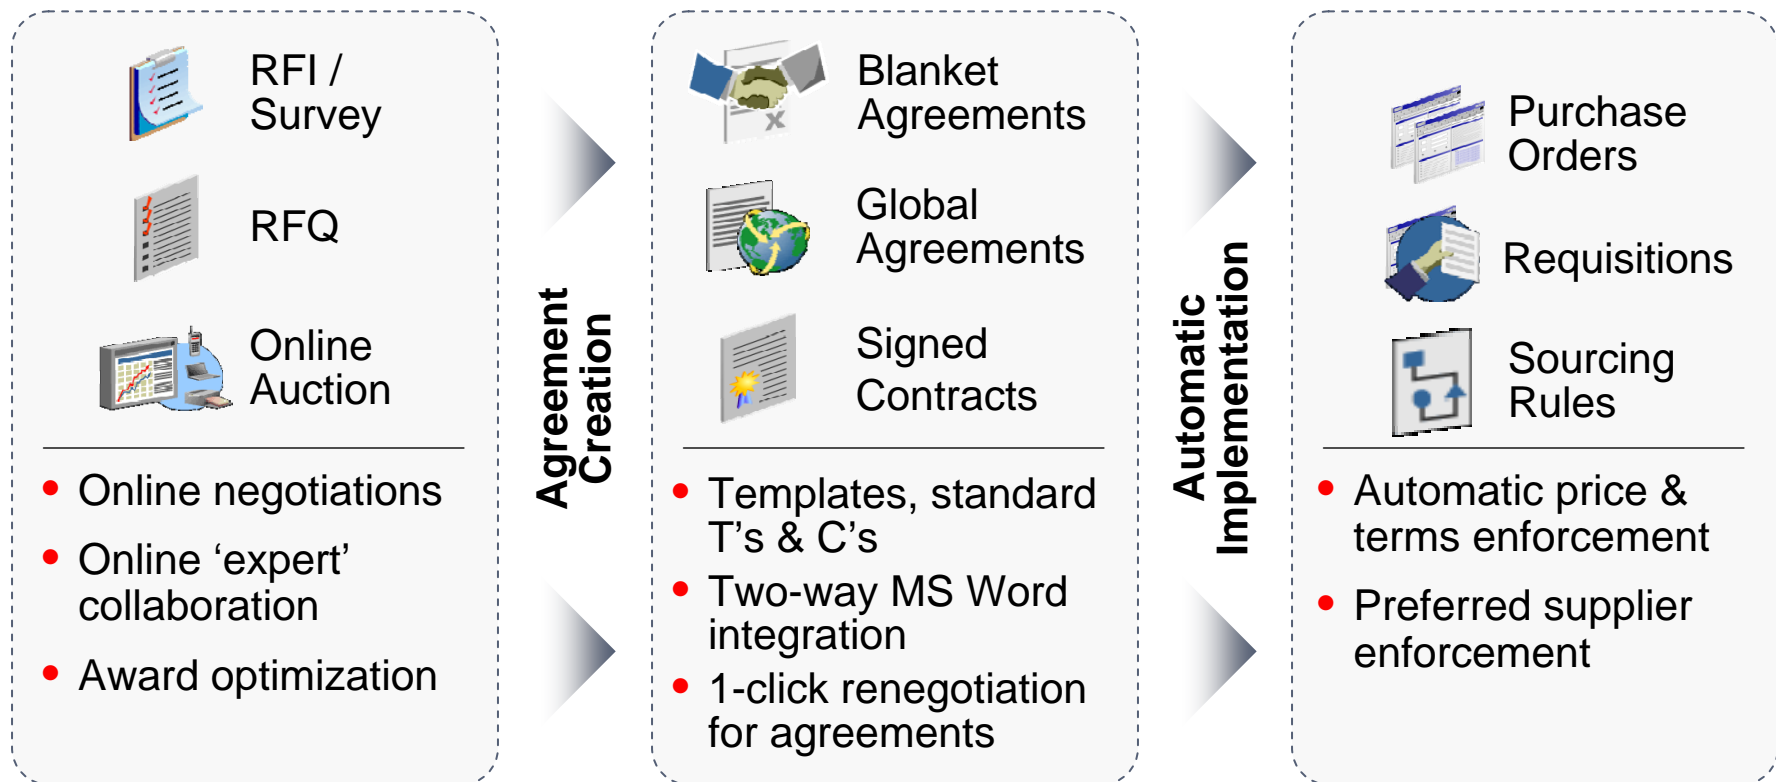 RFI /
Survey
RFQ
Online
Auction
• Online negotiations
• Online ‘expert’
collaboration
• Award optimization
Agreement
Creation
Blanket
Agreements
Global
Agreements
Signed
Contracts
• Templates, standard
T's & C's
• Two-way MS Word
integration
• 1-click renegotiation
for agreements
Automatic
Implementation
Purchase
Orders
Requisitions
Sourcing
Rules
• Automatic price &
terms enforcement
• Preferred supplier
enforcement